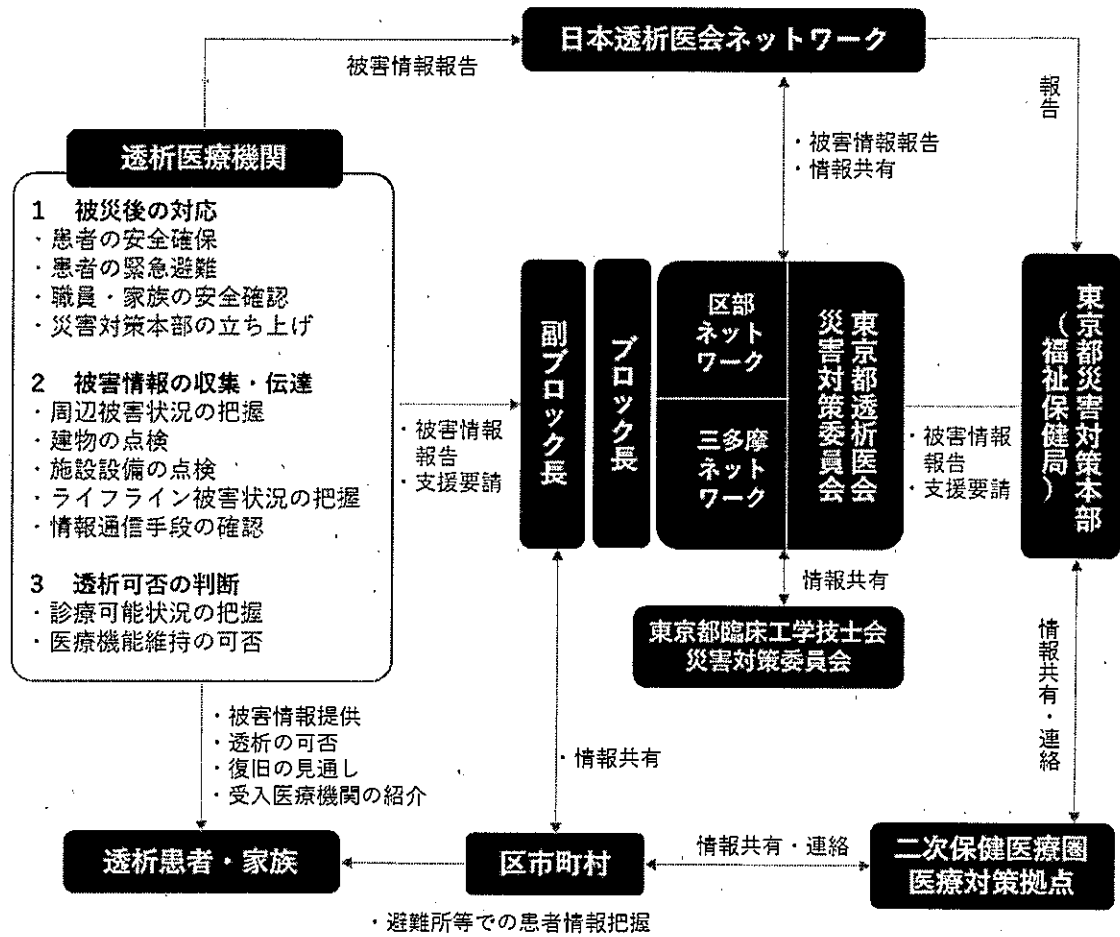 日本透析医会ネットワーク
被害情報報告
報告
・被害情報報告
・情報共有
透析医療機関
1　被災後の対応
・患者の安全確保
・患者の緊急避難
・職員・家族の安全確認
・災害対策本部の立ち上げ
2　被害情報の収集・伝達
・周辺被害状況の把握
・建物の点検
・施設設備の点検
・ライフライン被害状況の把握
・情報通信手段の確認
3　透析可否の判断
・診療可能状況の把握
・医療機能維持の可否
・被害情報
報告
・支援要請
副ブロック長
ブロック長
区部
ネット
ワーク
三多摩
ネット
ワーク
東京都透析医会
災害対策委員会
・被害情報
報告
・支援要請
東京都災害対策本部
（福祉保健局）
情報共有
東京都臨床工学技士会
災害対策委員会
・被害情報提供
・透析の可否
・復旧の見通し
・受入医療機関の紹介
・情報共有
情報共有・連絡
透析患者・家族
区市町村
情報共有・連絡
二次保健医療圏
医療対策拠点
・避難所等での患者情報把握